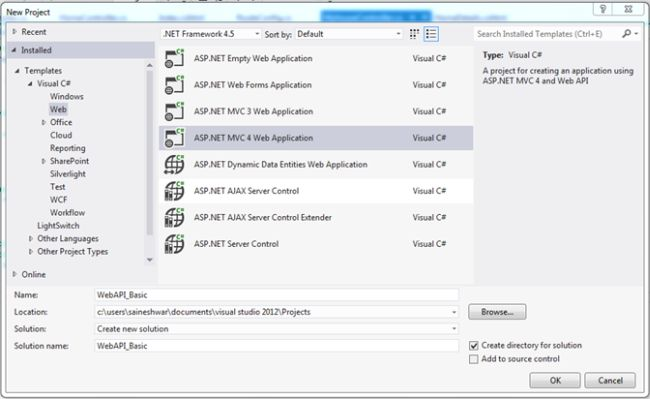 New Project
Recent
.NET Framework 4.5 Sort by: Default
Search Installed Templates (Ctrl+E)
Installed
Templates
Visual C#
Windows
Web
Office
Cloud
Reporting
SharePoint
Silverlight
Test
WCF
Workflow
LightSwitch
Other Languages
Other Project Types
Online
ASP.NET Empty Web Application Visual C#
ASP.NET Web Forms Application Visual C#
ASP.NET MVC 3 Web Application Visual C#
ASP.NET MVC 4 Web Application Visual C#
ASP.NET Dynamic Data Entities Web Application Visual C#
ASP.NET AJAX Server Control Visual C#
ASP.NET AJAX Server Control Extender Visual C#
ASP.NET Server Control Visual C#
Type: Visual C#
A project for creating an application using
ASP.NET MVC 4 and Web API
Name: WebAPI_Basic
Location: c:\users\saineshwar\documents\visual studio 2012\Projects
Browse...
Solution: Create new solution
Solution name: WebAPI_Basic
Create directory for solution
Add to source control
OK Cancel